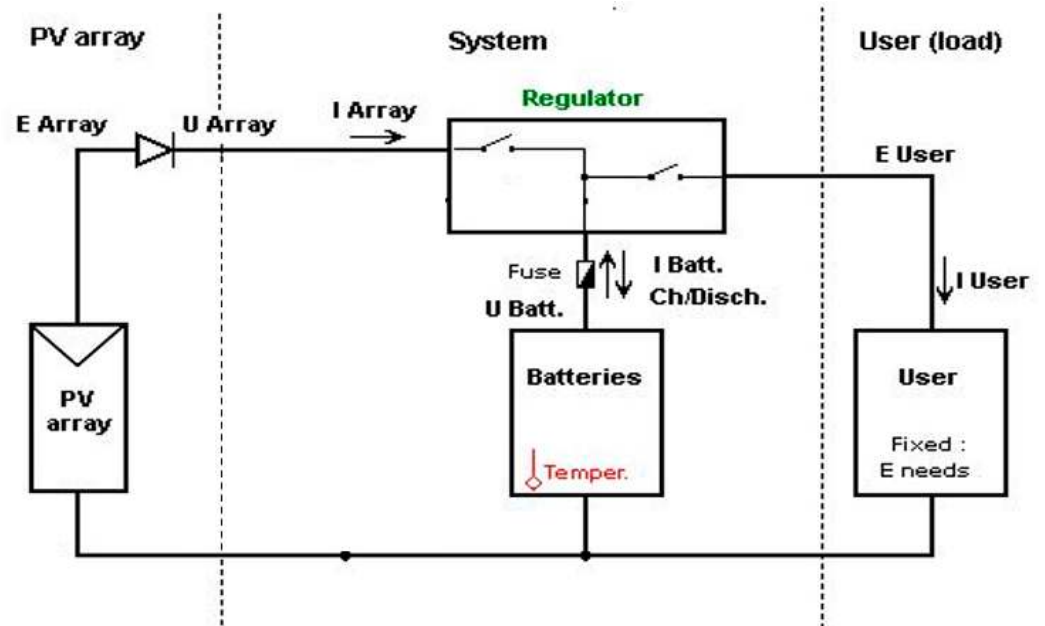 PV array
System
User (load)
Regulator
I Array
E Array
U Array
E User
Fuse
I Batt.
Ch/Disch.
U Batt.
I User
PV
array
Batteries
Temper.
User
Fixed :
E needs